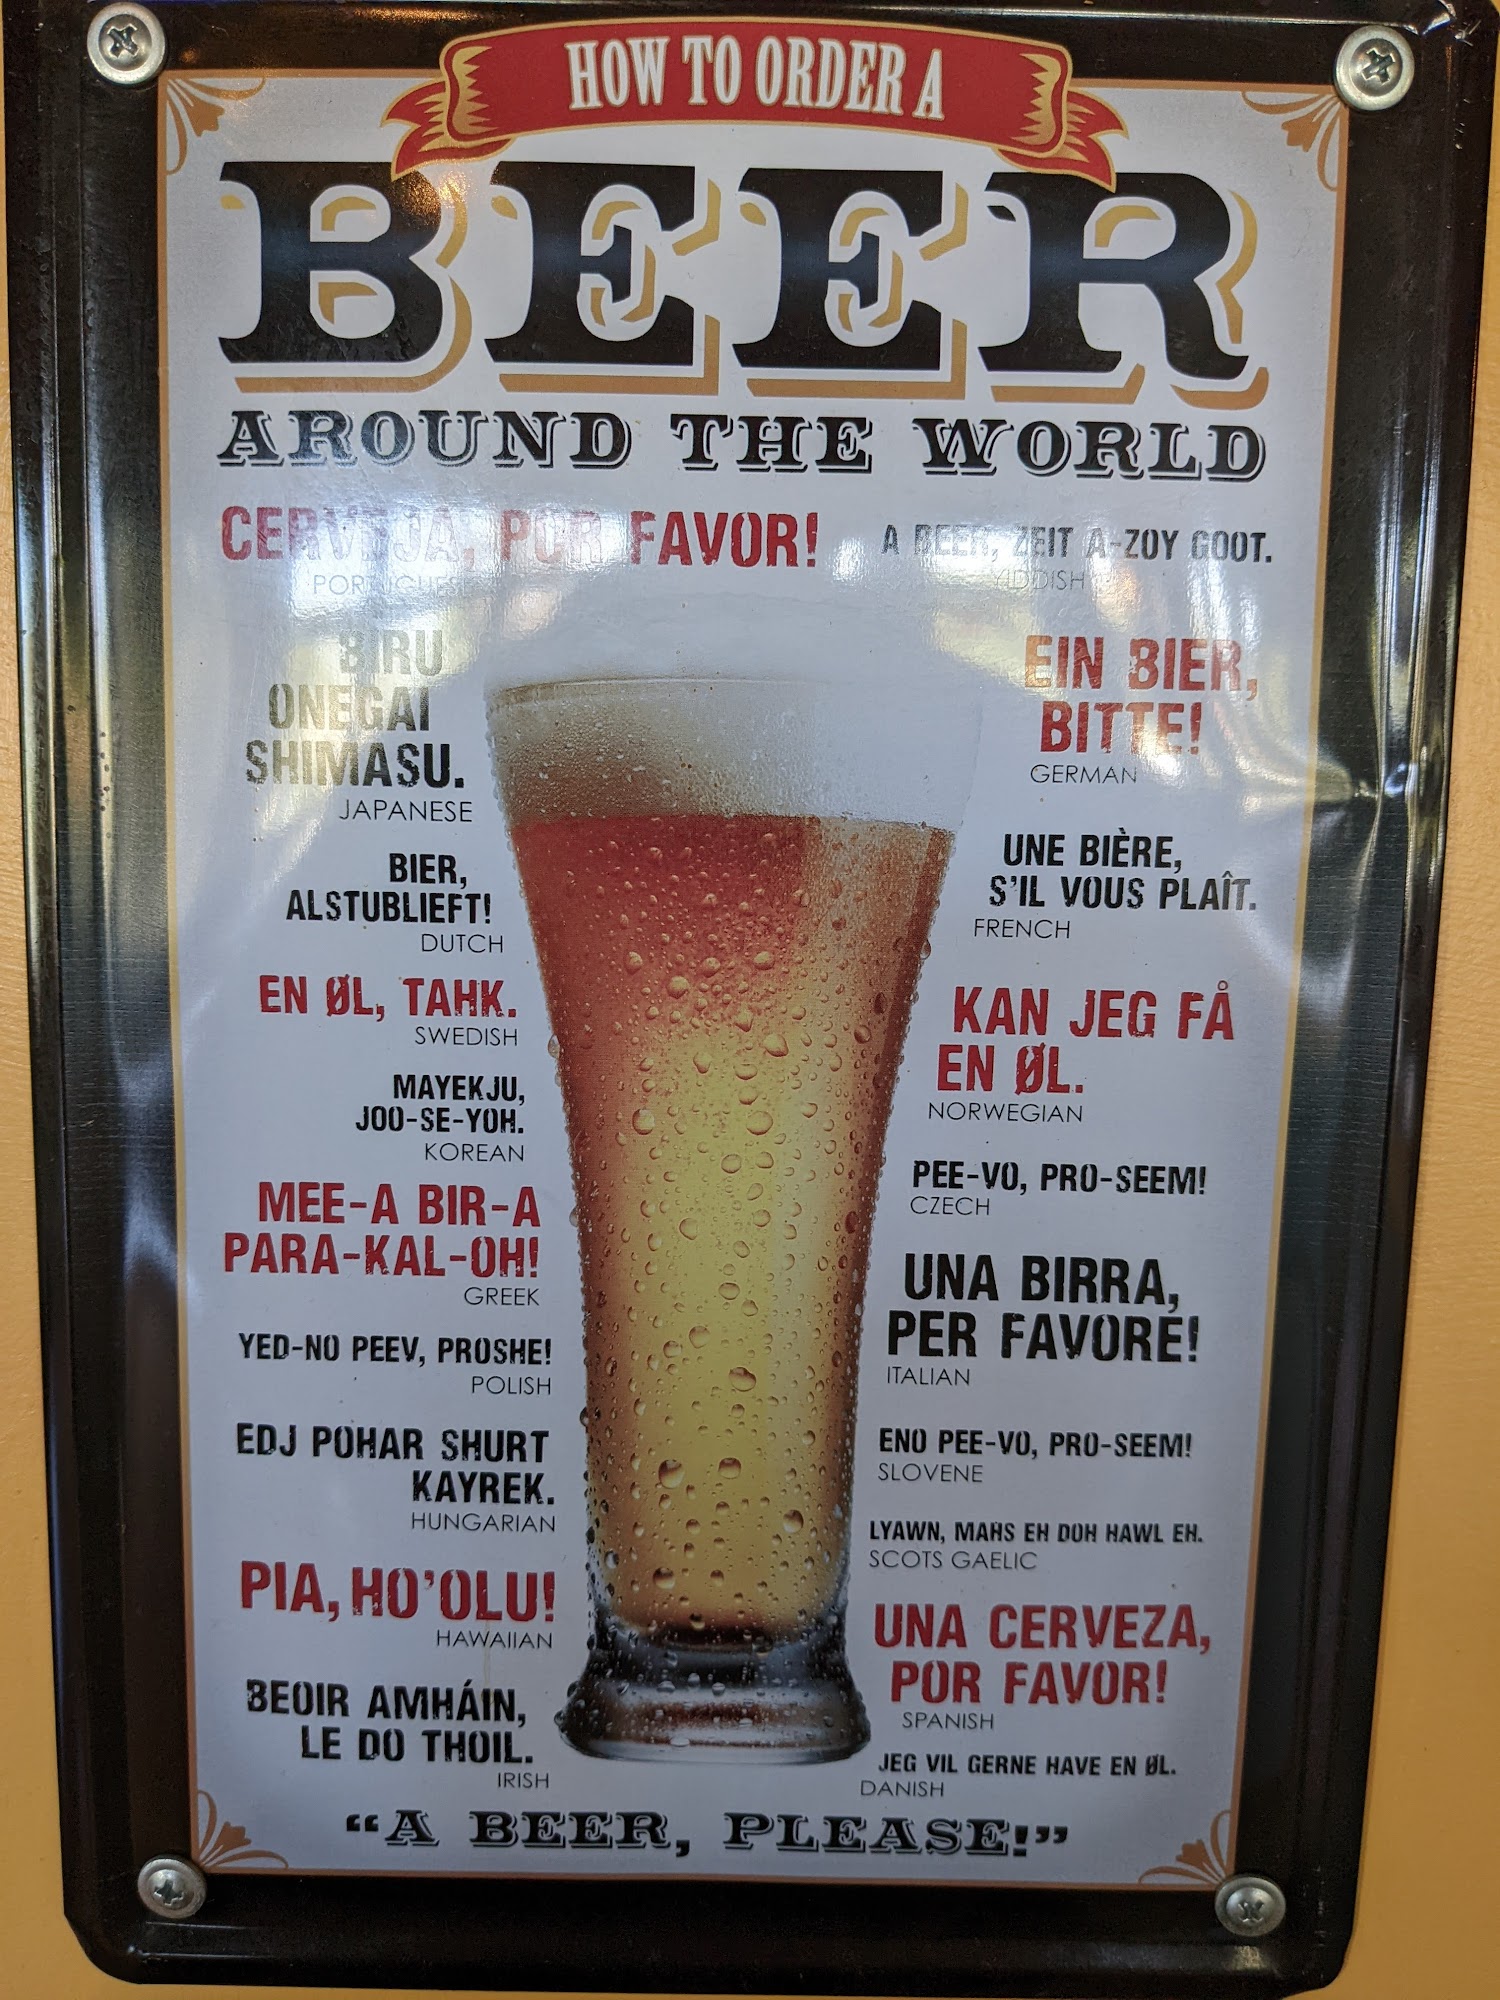 HOW TO ORDER A
BEER
AROUND THE WORLD
CERVEJA, POR FAVOR!
PORTUGUESE
A BEER, ZEIT A-ZOY GOOT.
YIDDISH
BIRU
ONEGAI
SHIMASU.
JAPANESE
BIER,
ALSTUBLIEFT!
DUTCH
EN ØL, TAHK.
SWEDISH
MAYEKJU,
JOO-SE-YOH.
KOREAN
MEE-A BIR-A
PARA-KAL-OH!
GREEK
YED-NO PEEV, PROSHE!
POLISH
EDJ POHAR SHURT
KAYREK.
HUNGARIAN
PIA, HO'OLU!
HAWAIIAN
BEOIR AMHÁIN,
LE DO THOIL.
IRISH
EIN BIER,
BITTE!
GERMAN
UNE BIÈRE,
S'IL VOUS PLAÎT.
FRENCH
KAN JEG FÅ
EN ØL.
NORWEGIAN
PEE-VO, PRO-SEEM!
CZECH
UNA BIRRA,
PER FAVORE!
ITALIAN
ENO PEE-VO, PRO-SEEM!
SLOVENE
LYAWN, MAHS EH DOH HAWL EH.
SCOTS GAELIC
UNA CERVEZA,
POR FAVOR!
SPANISH
JEG VIL GERNE HAVE EN ØL.
DANISH
"A BEER, PLEASE!"